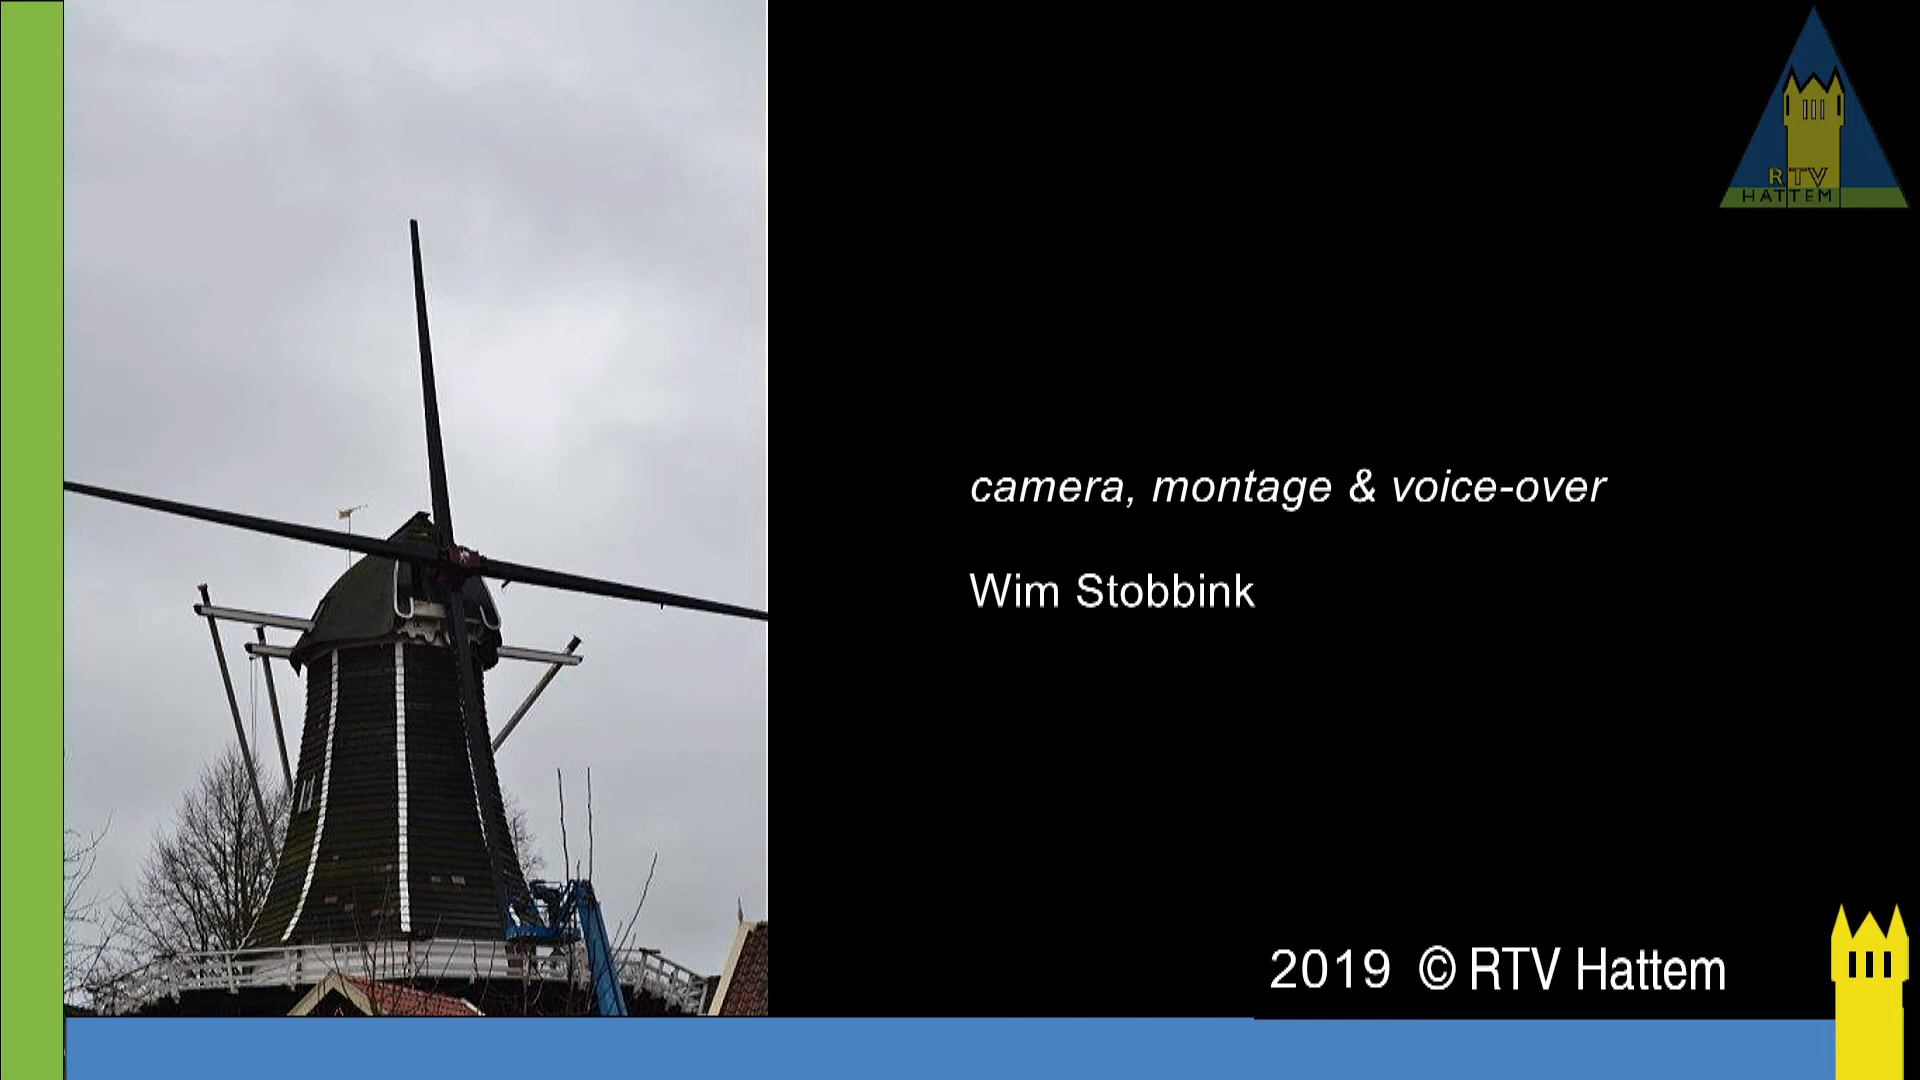 RTV
HATTEM
camera, montage & voice-over
Wim Stobbink
2019 © RTV Hattem